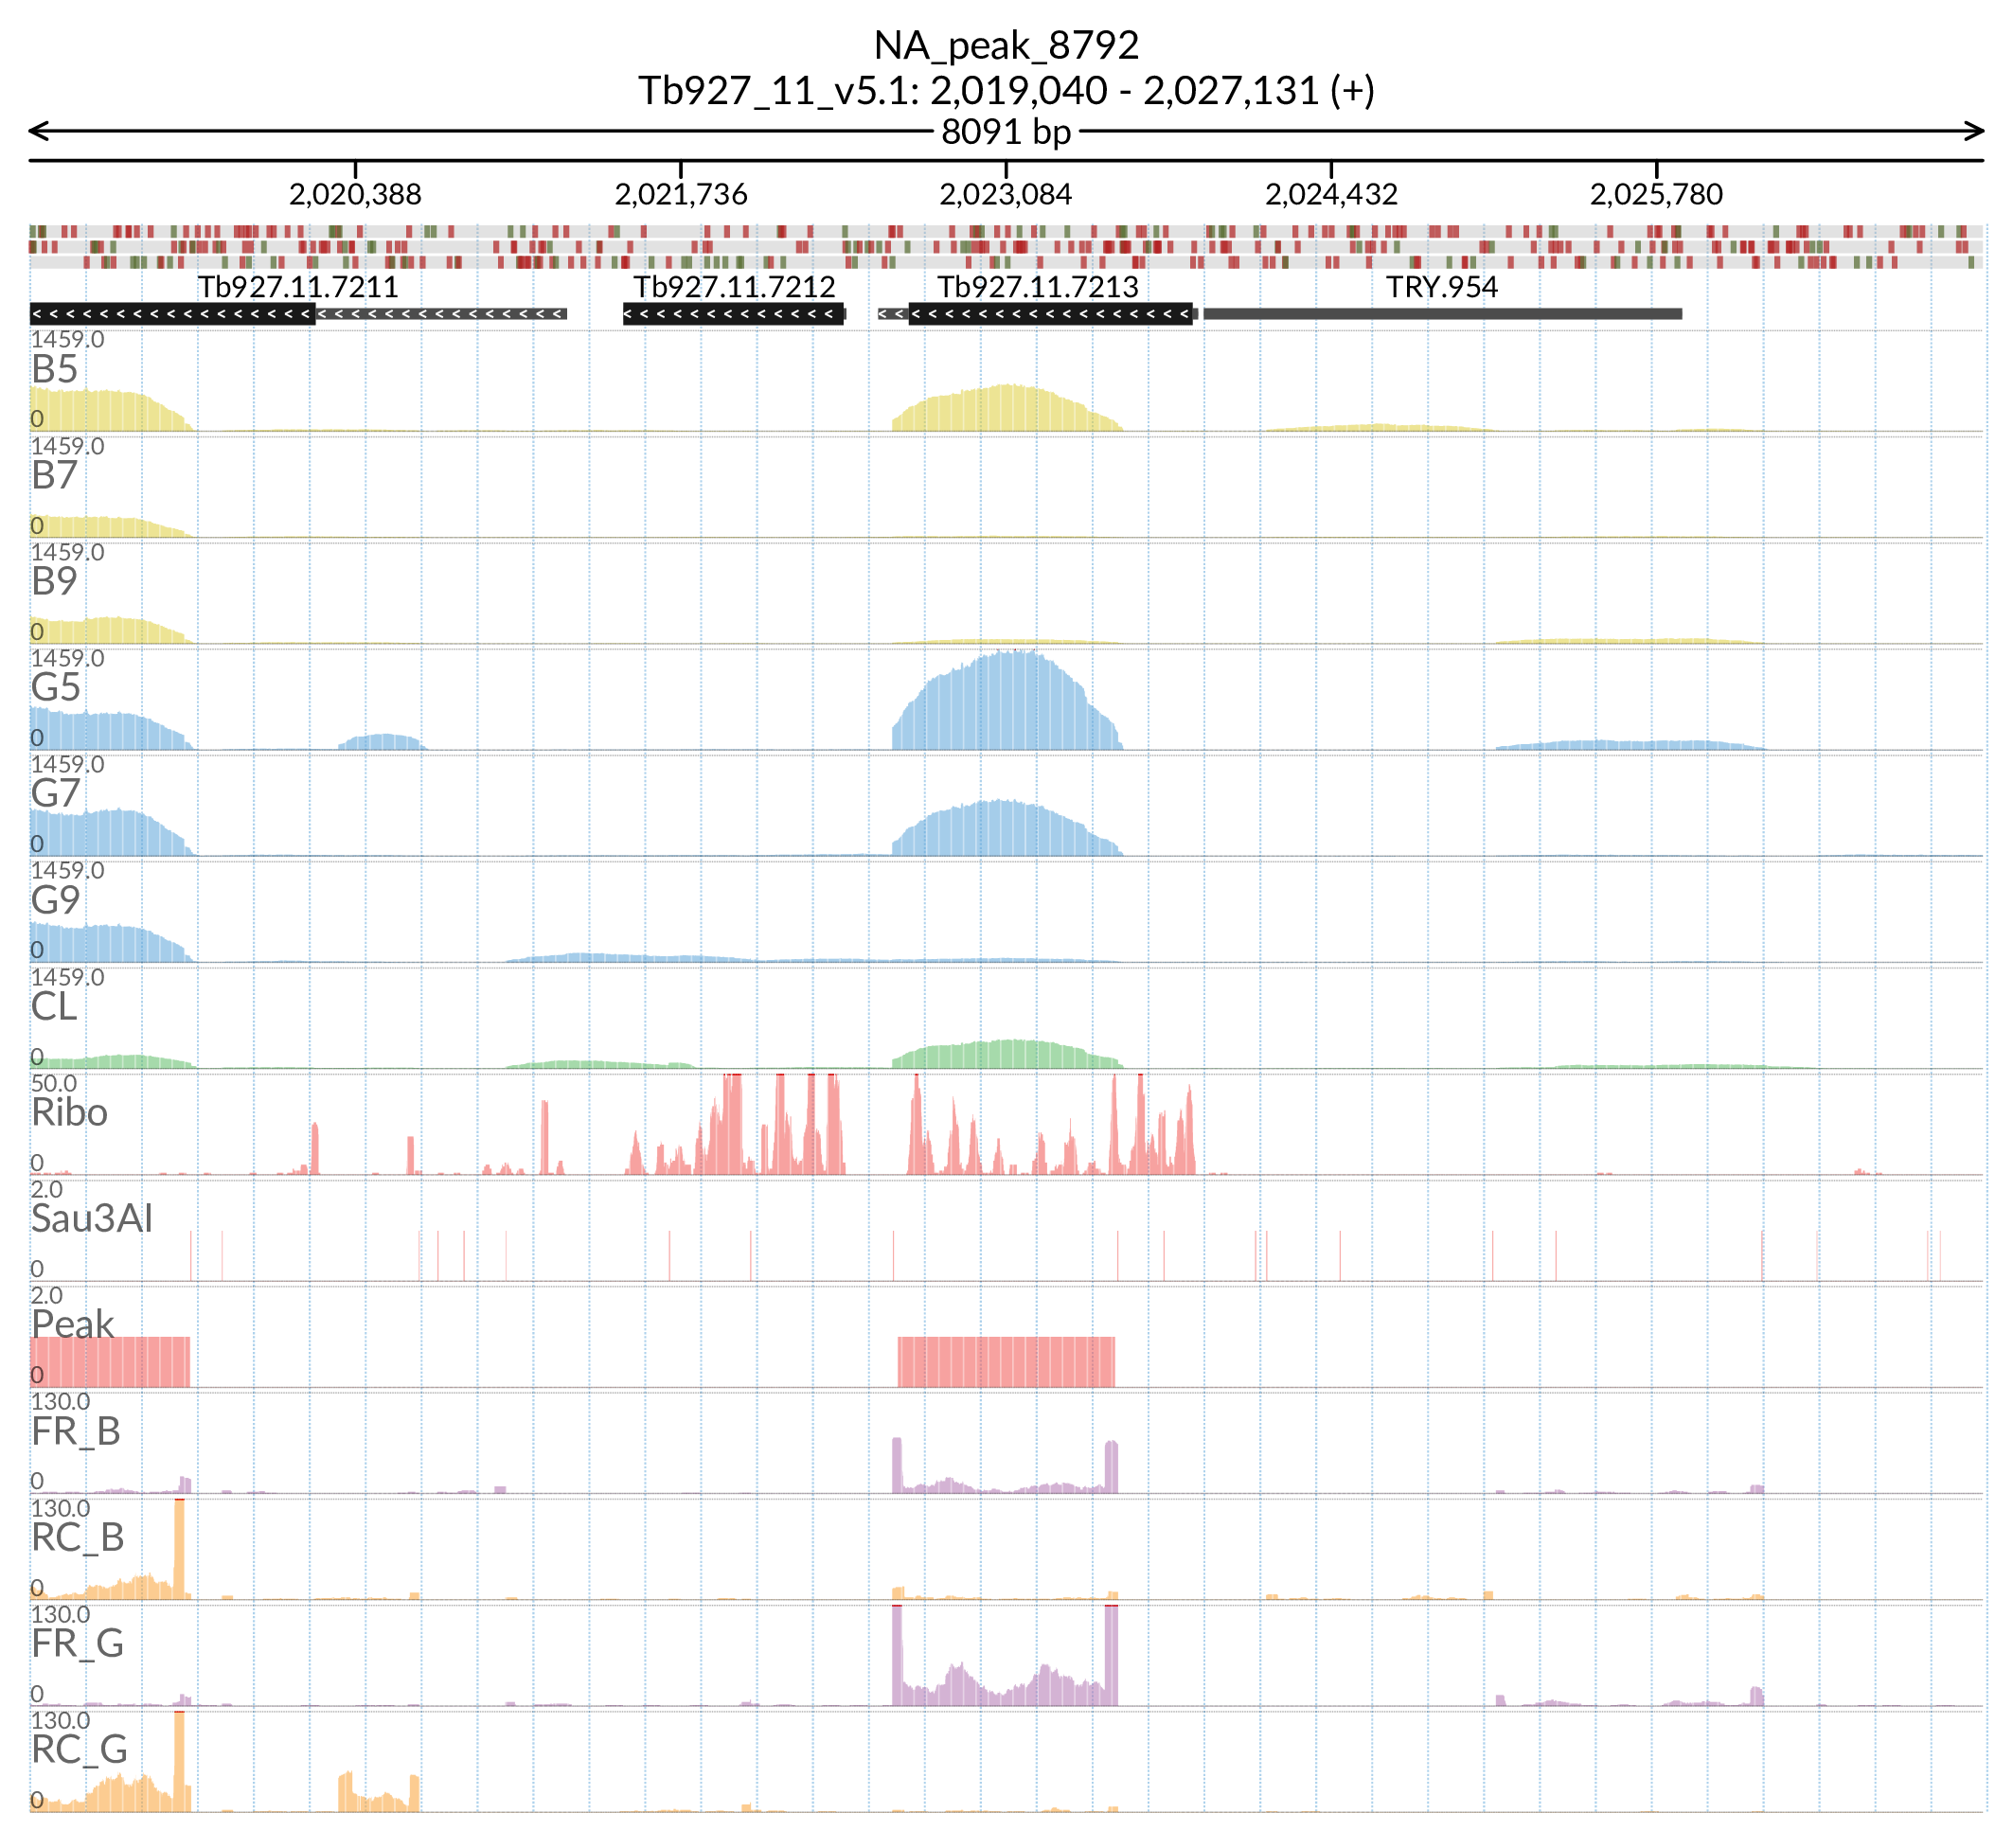 NA_peak_8792
Tb927_11_v5.1: 2,019,040 - 2,027,131 (+)
8091 bp
2,020,388 2,021,736 2,023,084 2,024,432 2,025,780
Tb927.11.7211 Tb927.11.7212 Tb927.11.7213 TRY.954
1459.0
B5
0
1459.0
B7
0
1459.0
B9
0
1459.0
G5
0
1459.0
G7
0
1459.0
G9
0
1459.0
CL
0
50.0
Ribo
0
2.0
Sau3AI
0
2.0
Peak
0
130.0
FR_B
0
130.0
RC_B
0
130.0
FR_G
0
130.0
RC_G
0